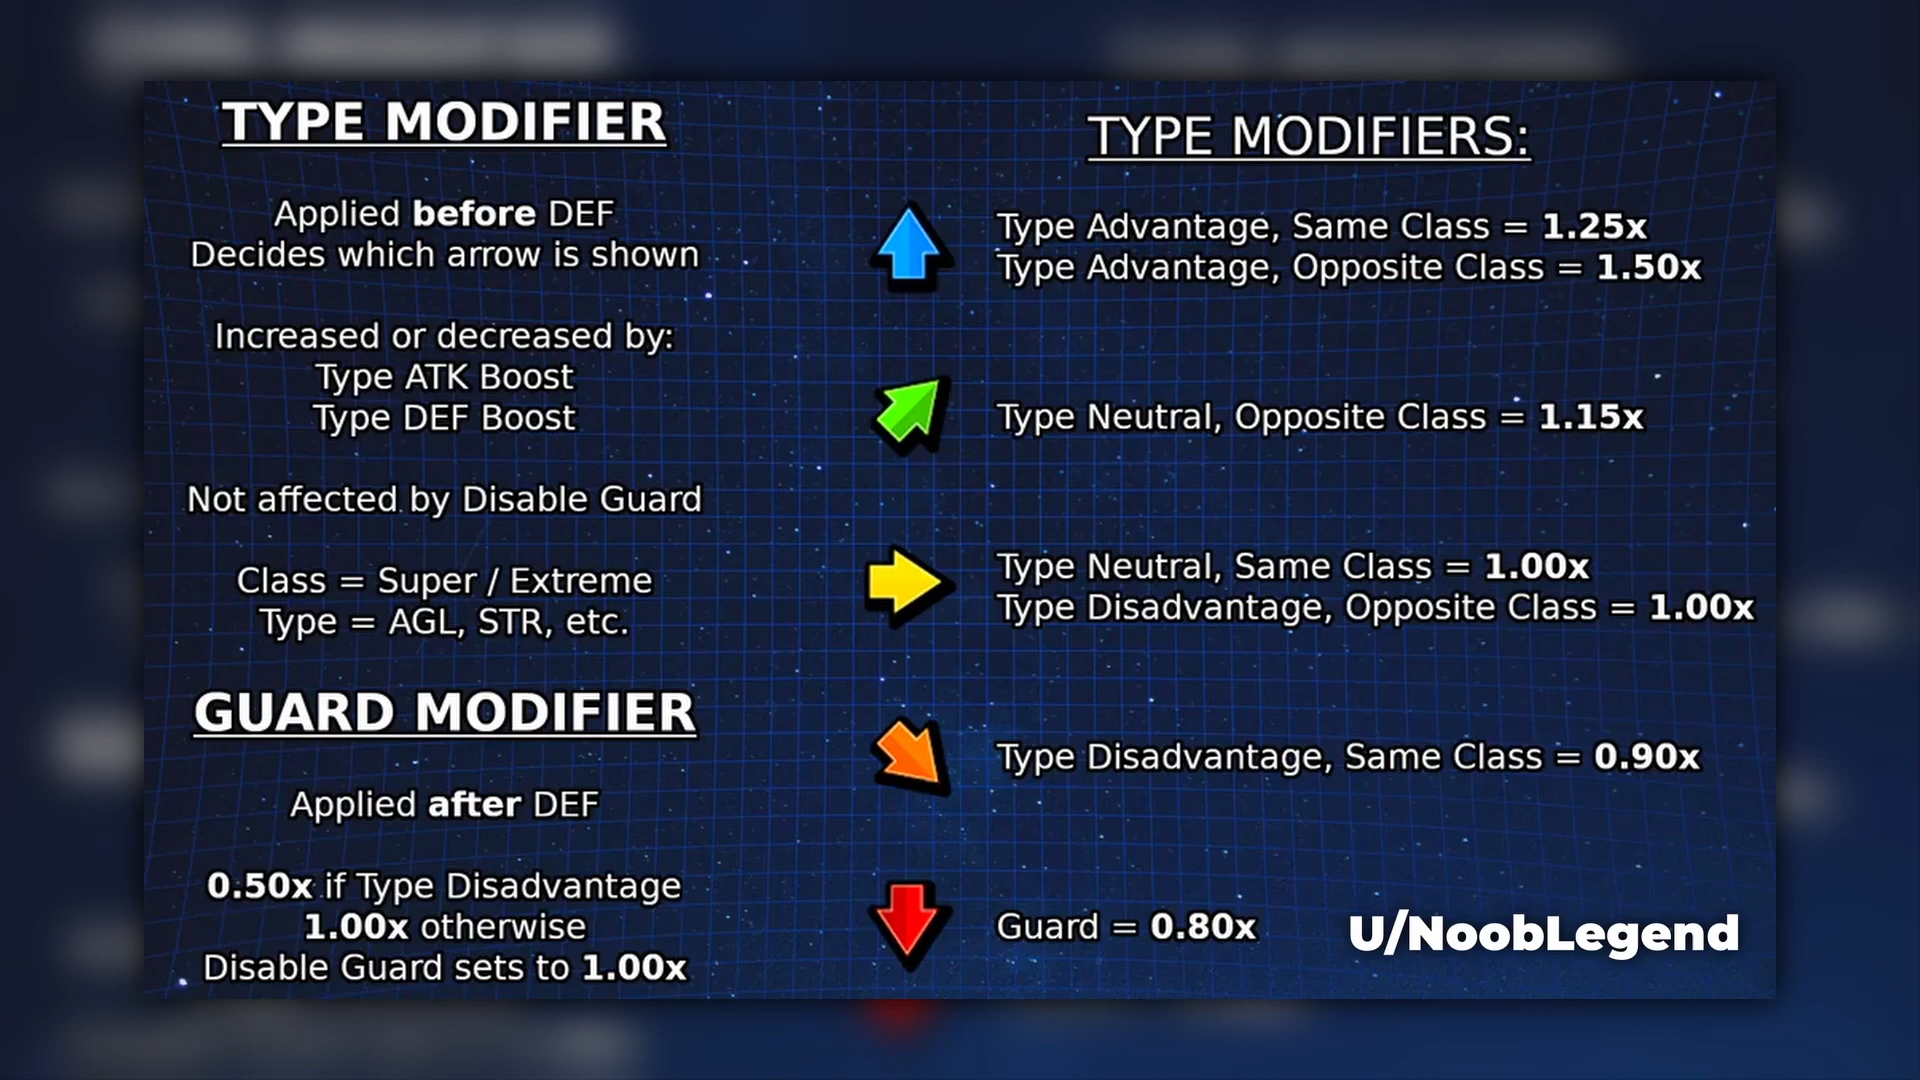 TYPE MODIFIER
Applied before DEF
Decides which arrow is shown
Increased or decreased by:
Type ATK Boost
Type DEF Boost
Not affected by Disable Guard
Class = Super / Extreme
Type = AGL, STR, etc.
GUARD MODIFIER
Applied after DEF
0.50x if Type Disadvantage
1.00x otherwise
Disable Guard sets to 1.00x
TYPE MODIFIERS:
Type Advantage, Same Class = 1.25x
Type Advantage, Opposite Class = 1.50x
Type Neutral, Opposite Class = 1.15x
Type Neutral, Same Class = 1.00x
Type Disadvantage, Opposite Class = 1.00x
Type Disadvantage, Same Class = 0.90x
Guard = 0.80x
U/NoobLegend